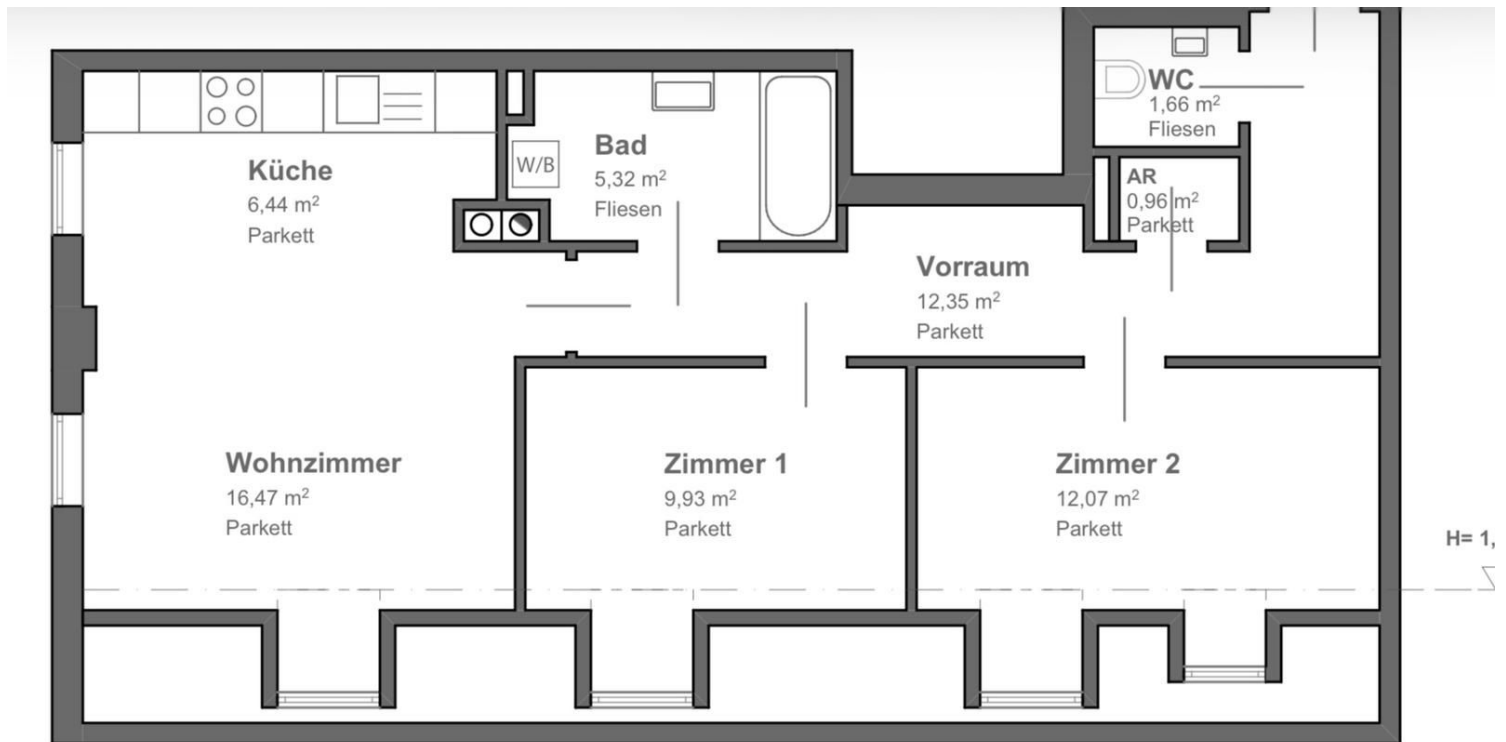 WC
1,66 m²
Fliesen
Küche
6,44 m²
Parkett
W/B
Bad
5,32 m²
Fliesen
AR
0,96 m²
Parkett
Vorraum
12,35 m²
Parkett
Wohnzimmer
16,47 m²
Parkett
Zimmer 1
9,93 m²
Parkett
Zimmer 2
12,07 m²
Parkett
H= 1,